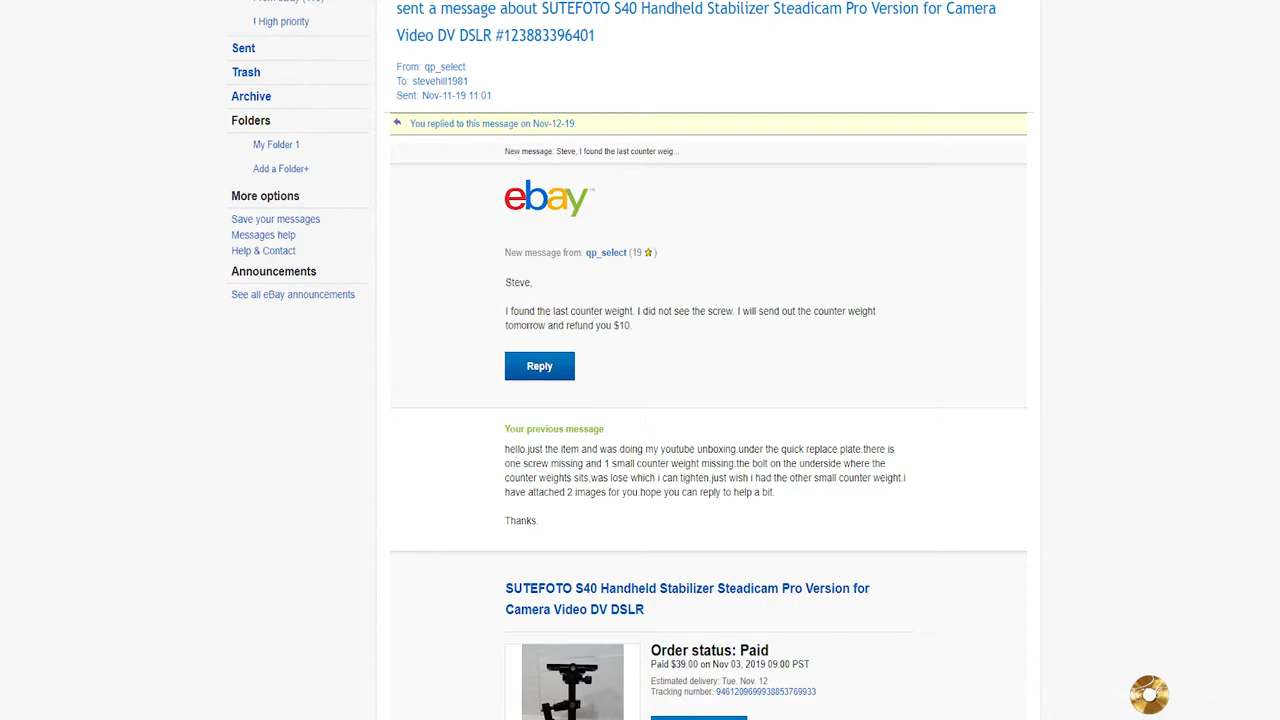 ! High priority
Sent
Trash
Archive
Folders
My Folder 1
Add a Folder+
More options
Save your messages
Messages help
Help & Contact
Announcements
See all eBay announcements
sent a message about SUTEFOTO S40 Handheld Stabilizer Steadicam Pro Version for Camera
Video DV DSLR #123883396401
From: qp_select
To: stevehill1981
Sent: Nov-11-19 11:01
You replied to this message on Nov-12-19.
New message: Steve, I found the last counter weig...
ebay™
New message from: qp_select (19 )
Steve,
I found the last counter weight. I did not see the screw. I will send out the counter weight
tomorrow and refund you $10.
Reply
Your previous message
hello.just the item and was doing my youtube unboxing.under the quick replace plate.there is
one screw missing and 1 small counter weight missing.the bolt on the underside where the
counter weights sits,was lose which i can tighten.just wish i had the other small counter weight.i
have attached 2 images for you.hope you can reply to help a bit.
Thanks.
SUTEFOTO S40 Handheld Stabilizer Steadicam Pro Version for
Camera Video DV DSLR
Order status: Paid
Paid $39.00 on Nov 03, 2019 09:00 PST
Estimated delivery: Tue. Nov. 12
Tracking number: 9461209699938853769933